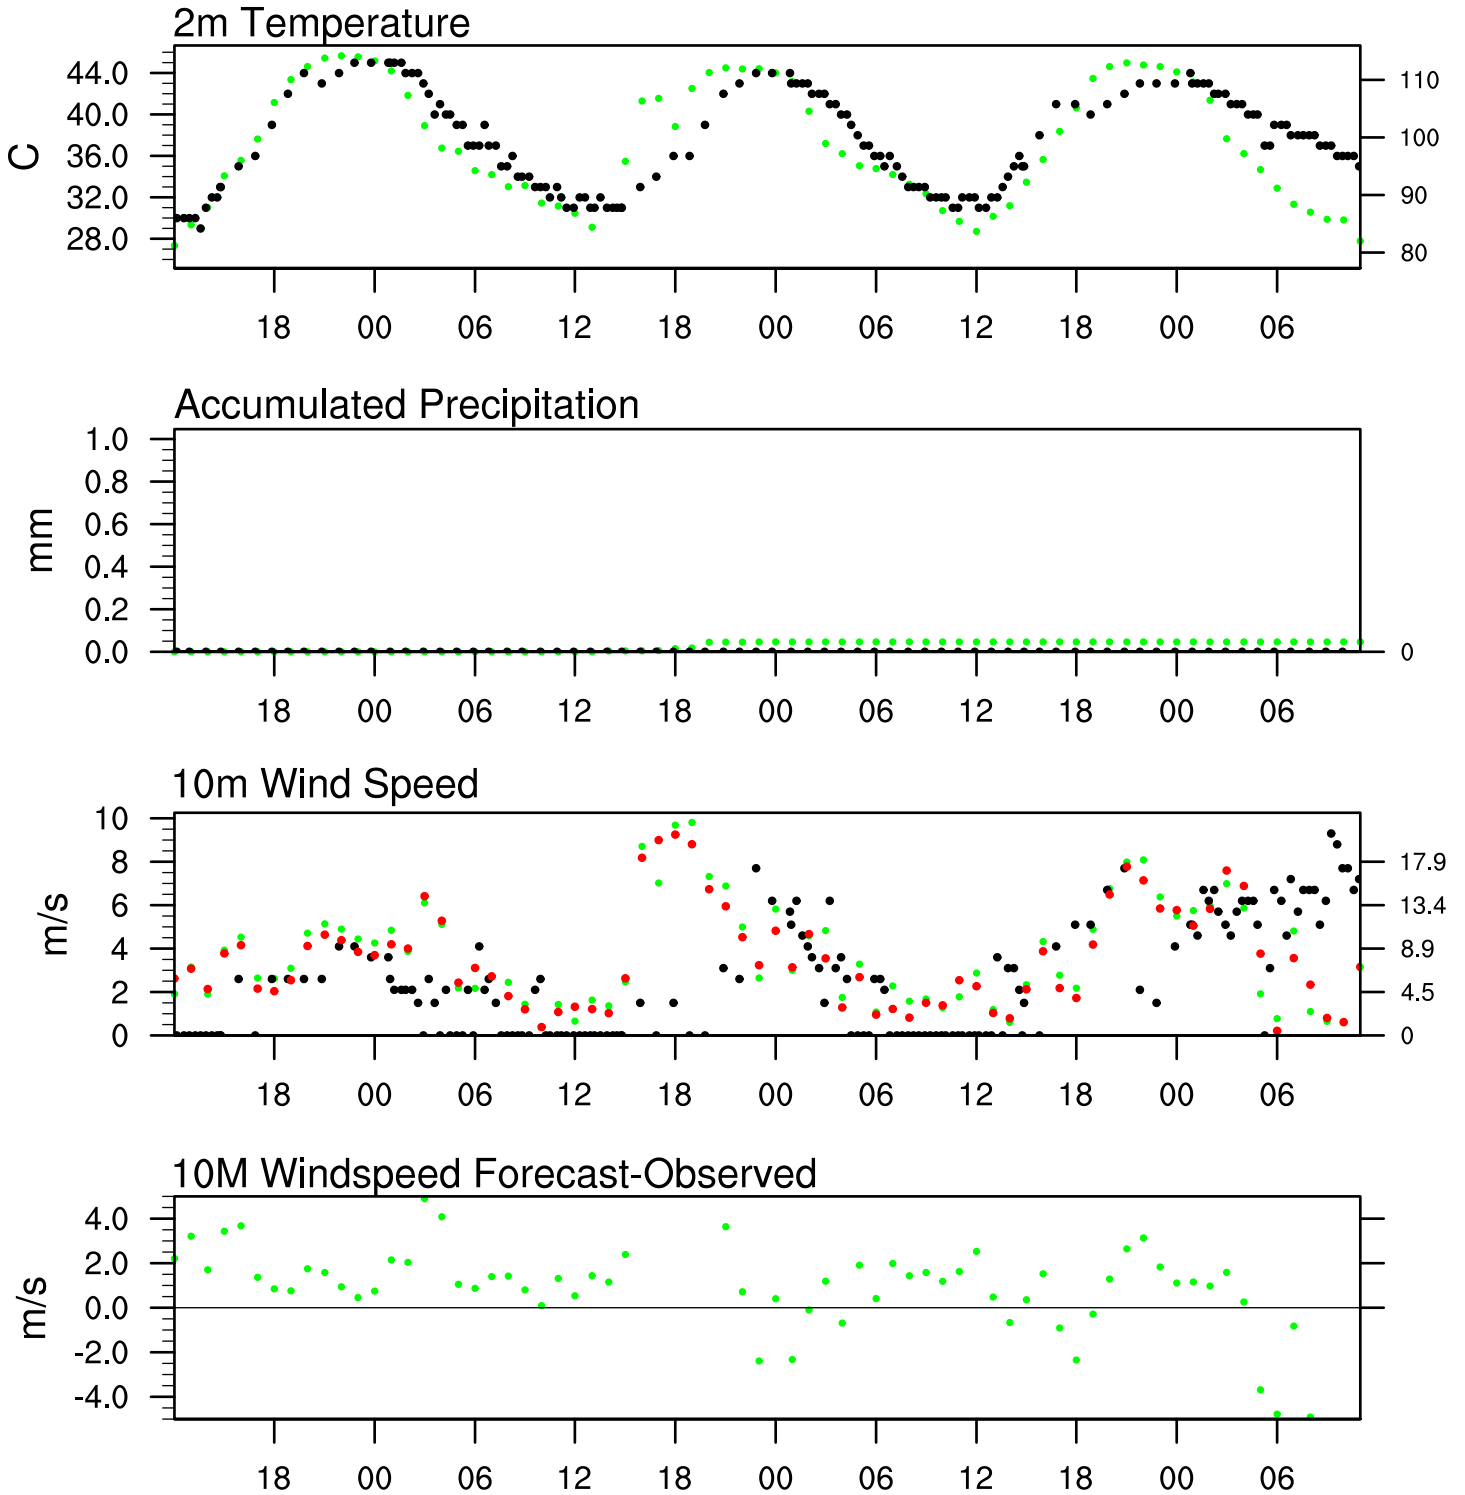 2m Temperature
44.0
40.0
36.0
32.0
28.0
C
110
100
90
80
18 00 06 12 18 00 06 12 18 00 06
Accumulated Precipitation
1.0
0.8
0.6
0.4
0.2
0.0
mm
0
18 00 06 12 18 00 06 12 18 00 06
10m Wind Speed
10
8
6
4
2
0
m/s
17.9
13.4
8.9
4.5
0
18 00 06 12 18 00 06 12 18 00 06
10M Windspeed Forecast-Observed
4.0
2.0
0.0
-2.0
-4.0
m/s
18 00 06 12 18 00 06 12 18 00 06